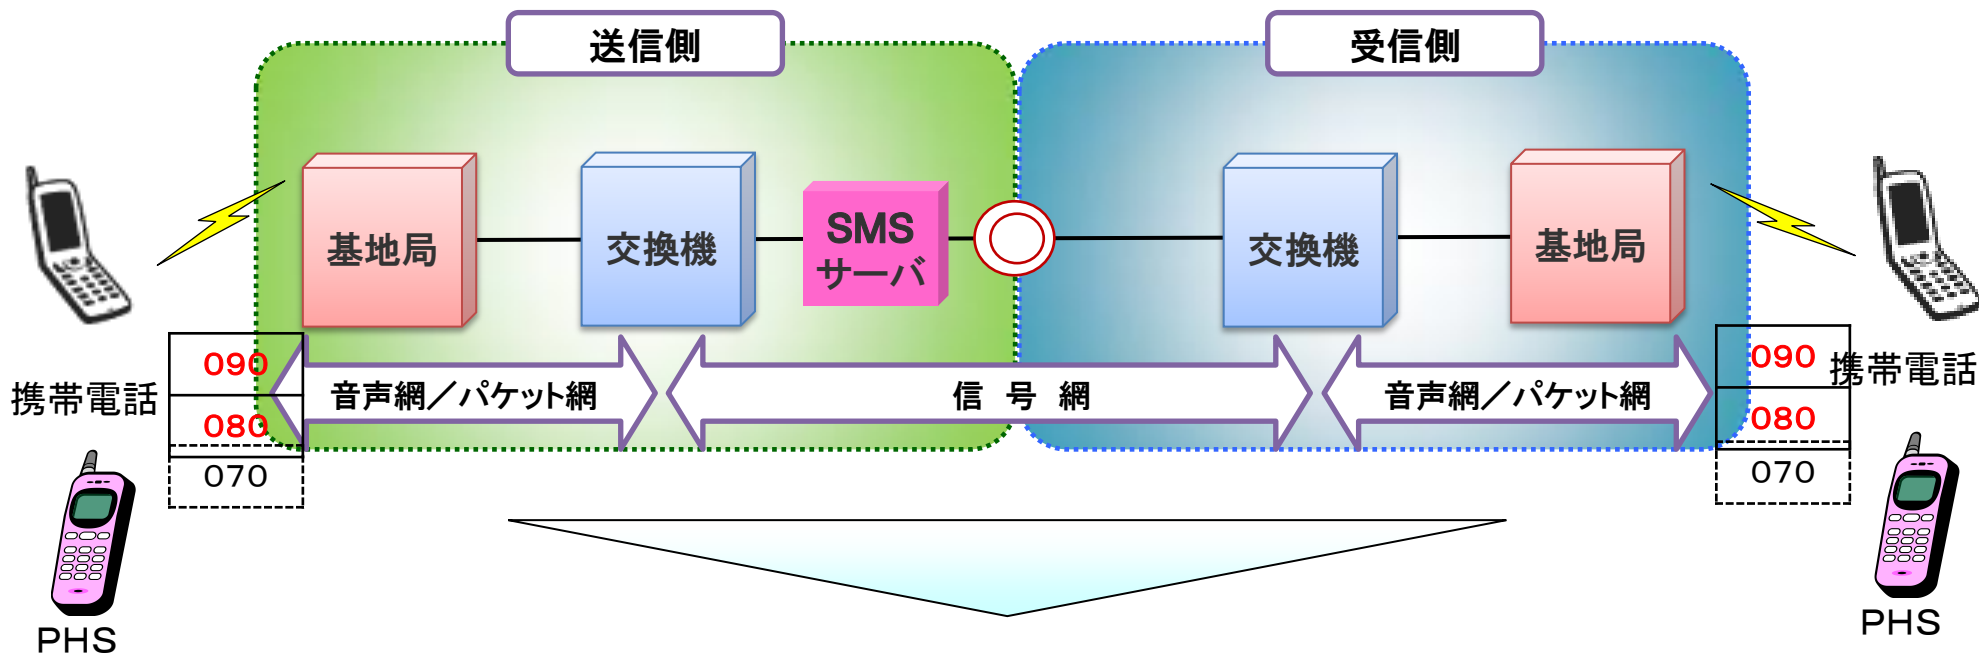 送信側
受信側
基地局
交換機
SMS
サーバ
交換機
基地局
090
080
070
携帯電話
PHS
音声網／パケット網
信 号 網
音声網／パケット網
090
080
070
携帯電話
PHS